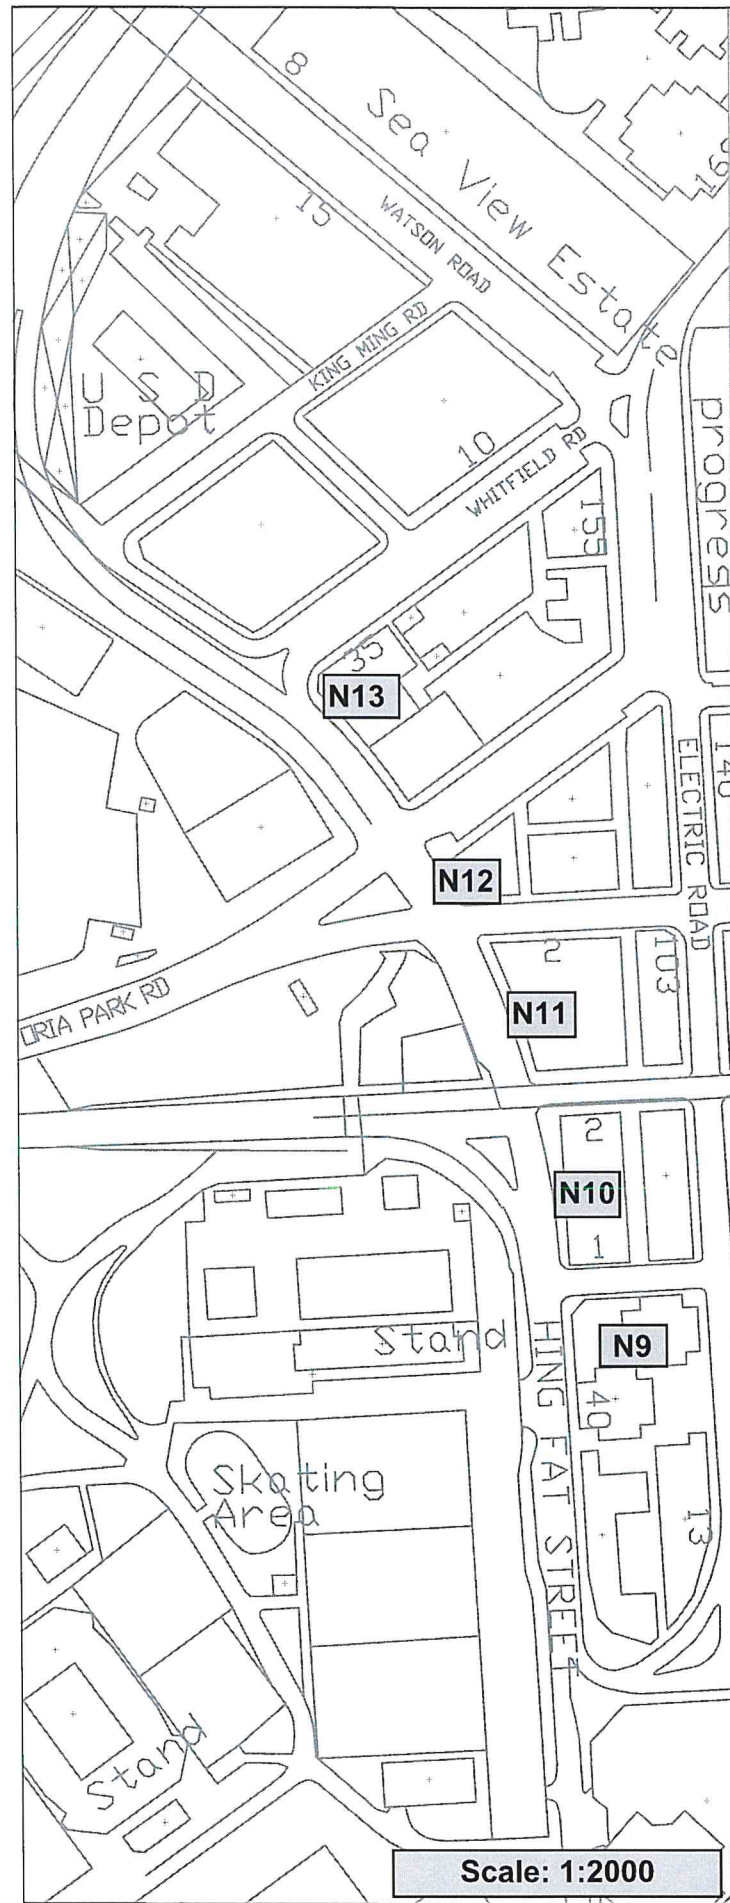 8
Sea View Estate
16
15
WATSON ROAD
KING MING RD
U S D
Depot
10
WHITFIELD RD
progress
155
35
N13
ELECTRIC ROAD
140
N12
2
103
N11
ORIA PARK RD
2
N10
1
Stand
N9
HING FAT STREET
40
Skating
Area
13
Stand
Scale: 1:2000